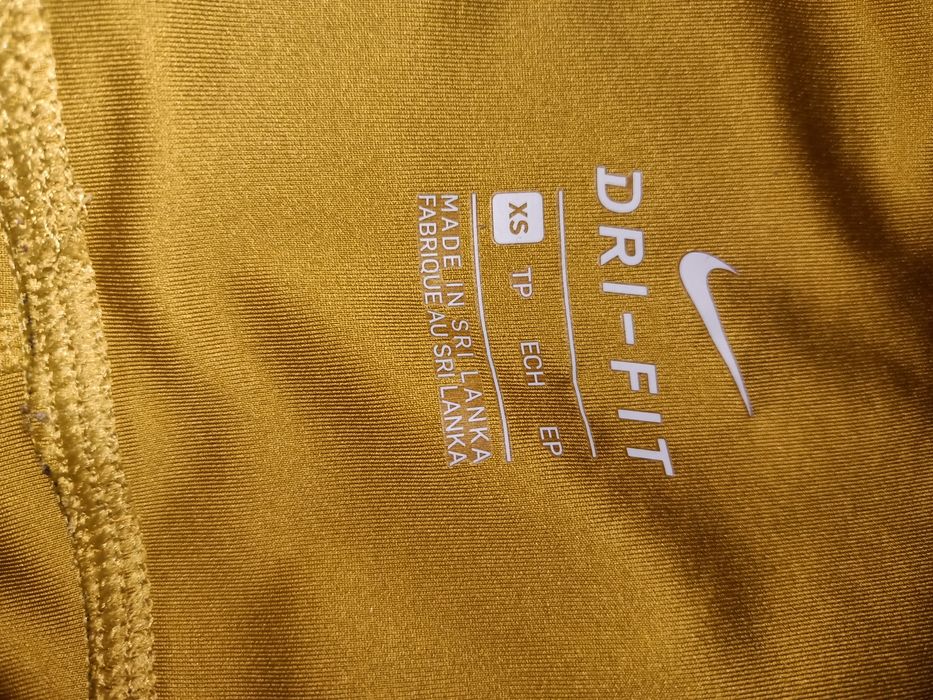 DRI-FIT
XS TP ECH EP
MADE IN SRI LANKA
FABRIQUE AU SRI LANKA